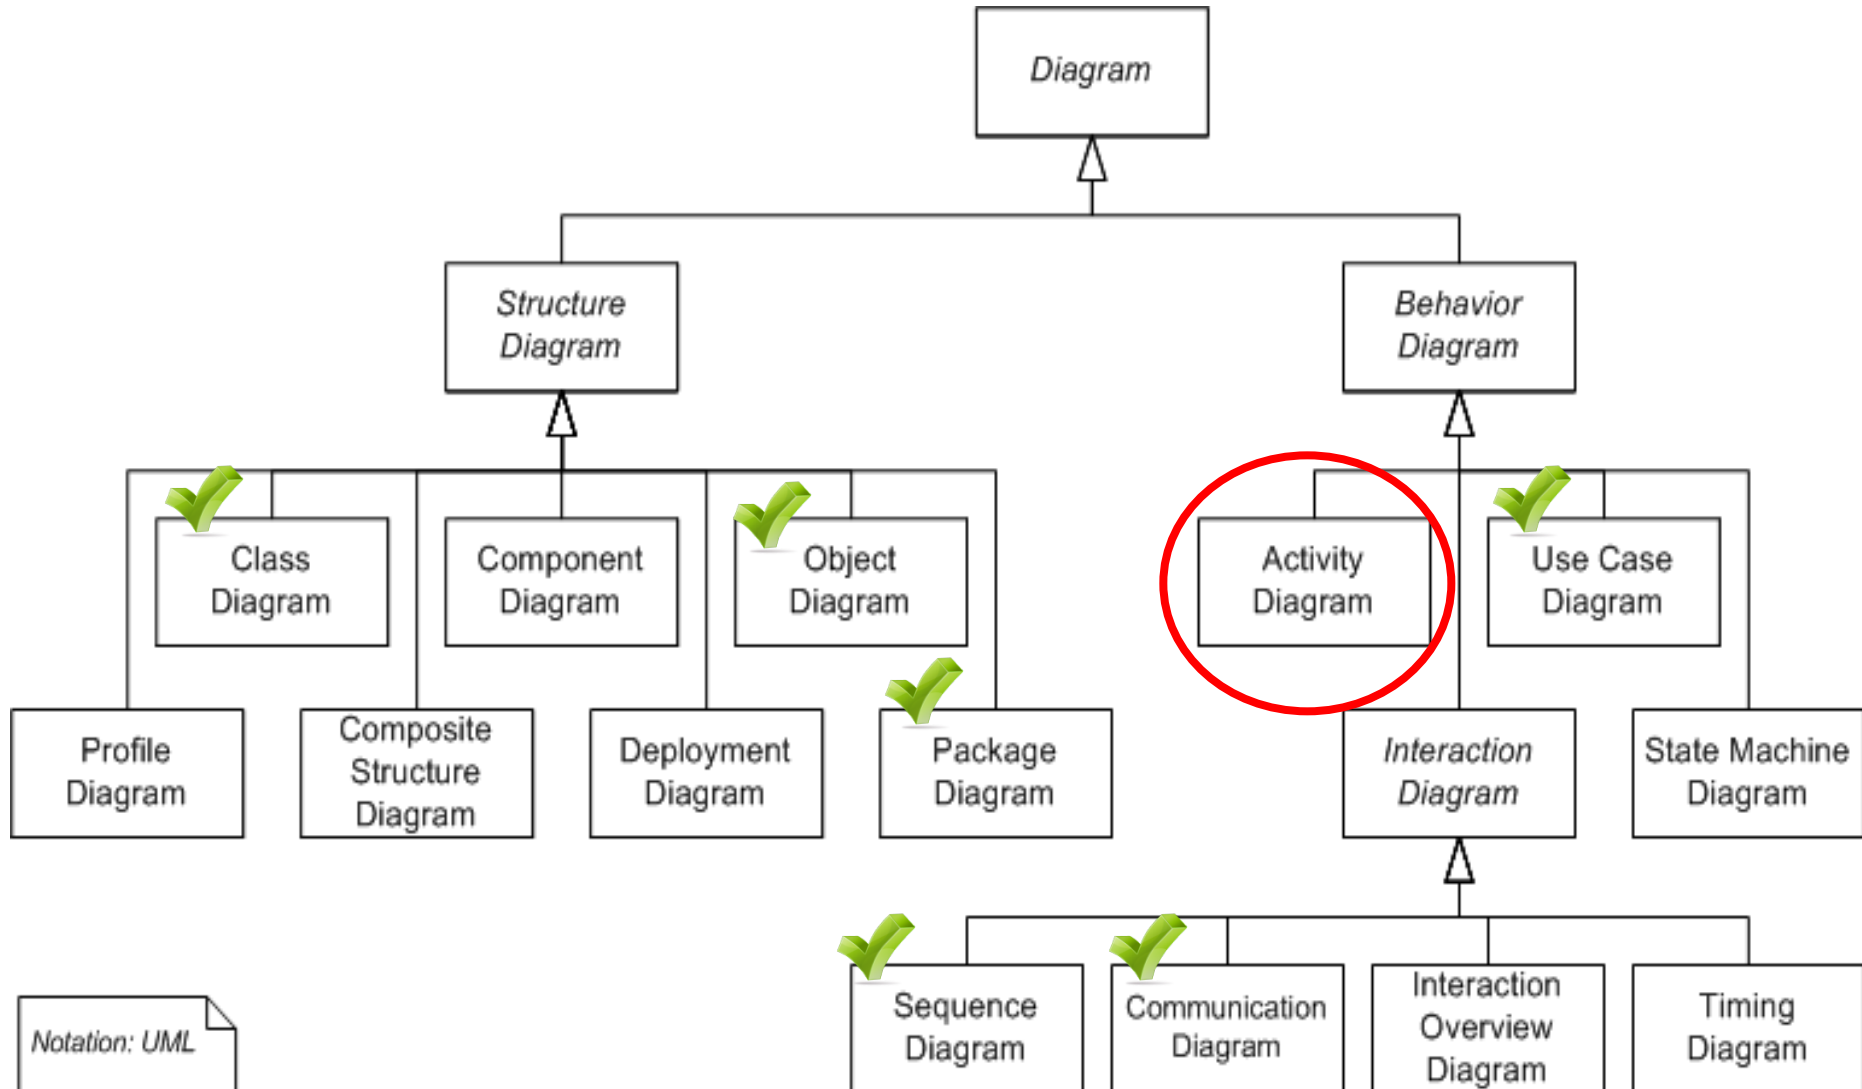 Diagram
Structure
Diagram
Behavior
Diagram
Class
Diagram
Component
Diagram
Object
Diagram
Activity
Diagram
Use Case
Diagram
Profile
Diagram
Composite
Structure
Diagram
Deployment
Diagram
Package
Diagram
Interaction
Diagram
State Machine
Diagram
Sequence
Diagram
Communication
Diagram
Interaction
Overview
Diagram
Timing
Diagram
Notation: UML